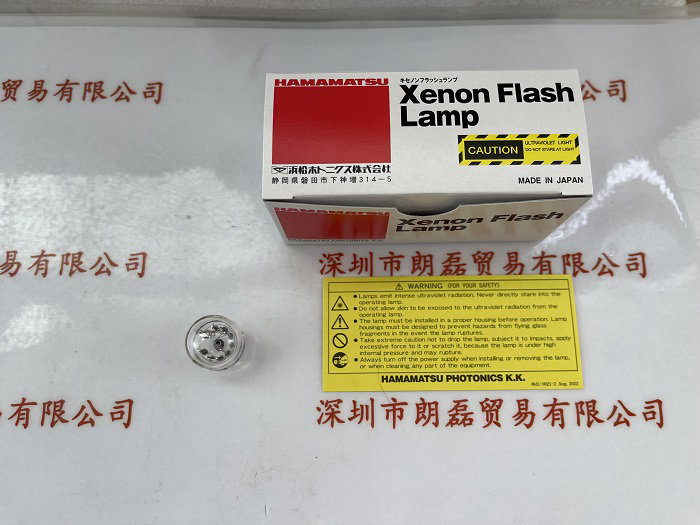 HAMAMATSU
キセノンフラッシュランプ
Xenon Flash
Lamp
CAUTION
ULTRAVIOLET LIGHT
DO NOT STARE AT LIGHT
浜松ホトニクス株式会社
静岡県磐田市下神増314-5
MADE IN JAPAN
Xenon Flash
Lamp
HAMAMATSU PHOTONICS K.K.
贸易有限公司
限公司
易有限公司
深圳市朗磊贸易有限公司
WARNING (FOR YOUR SAFETY)
● Lamps emit intense ultraviolet radiation. Never directly stare into the
operating lamp.
● Do not allow skin to be exposed to the ultraviolet radiation from the
operating lamp.
● The lamp must be installed in a proper housing before operation. Lamp
housings must be designed to prevent hazards from flying glass
fragments in the event the lamp ruptures.
● Take extreme caution not to drop the lamp, subject it to impacts, apply
excessive force to it or scratch it, because the lamp is under high
internal pressure and may rupture.
● Always turn off the power supply when installing or removing the lamp,
or when cleaning any part of the equipment.
HAMAMATSU PHOTONICS K.K.
Aug. 2022
有限公司
深圳市朗磊贸易有限公司